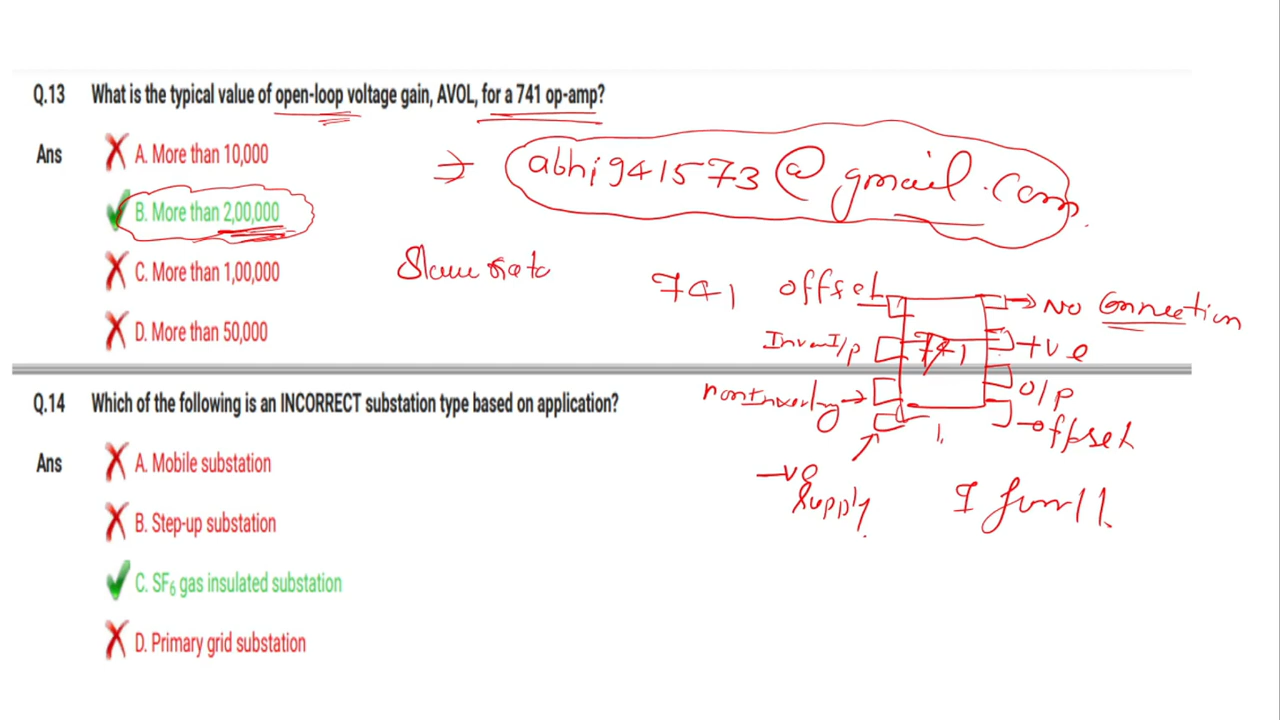 Q.13 What is the typical value of open-loop voltage gain, AVOL, for a 741 op-amp?
Ans A. More than 10,000
B. More than 2,00,000
C. More than 1,00,000
D. More than 50,000
abhi941573@gmail.com
741 offset
No Connection
741
+ve
O/P
offset
-ve
supply
Q.14 Which of the following is an INCORRECT substation type based on application?
Ans A. Mobile substation
B. Step-up substation
C. SF₆ gas insulated substation
D. Primary grid substation